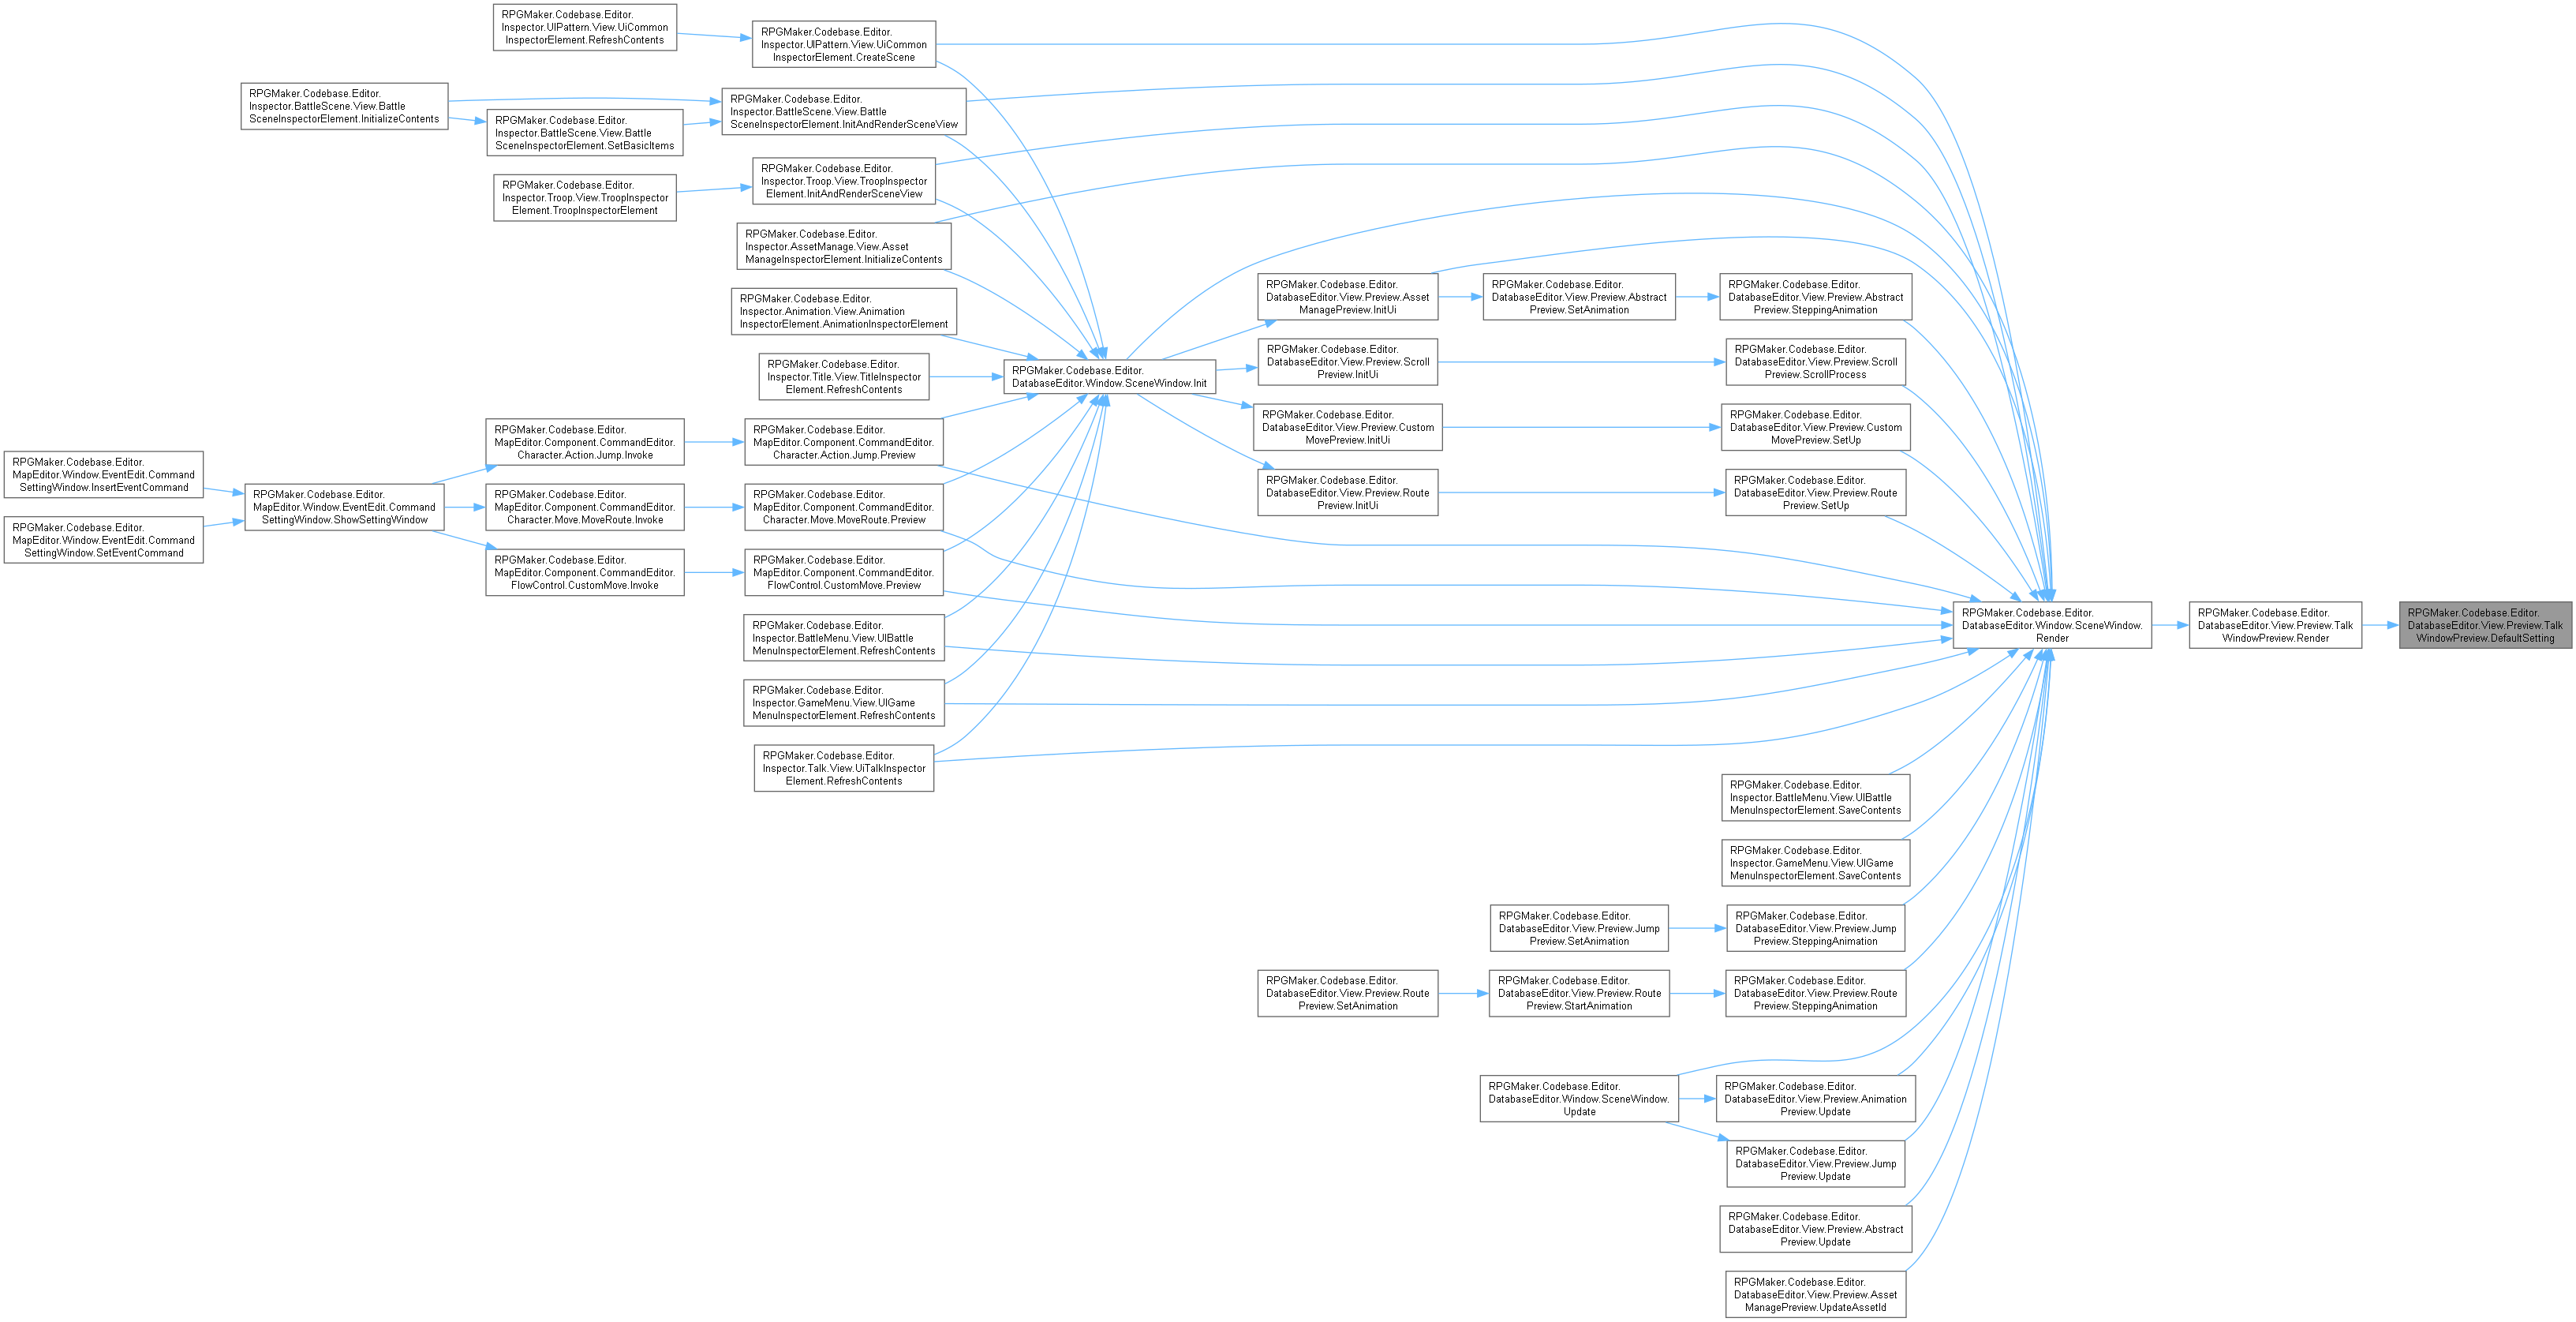 RPGMaker.Codebase.Editor.
Inspector.UIPattern.View.UiCommon
InspectorElement.RefreshContents
RPGMaker.Codebase.Editor.
Inspector.UIPattern.View.UiCommon
InspectorElement.CreateScene
RPGMaker.Codebase.Editor.
Inspector.BattleScene.View.Battle
SceneInspectorElement.InitializeContents
RPGMaker.Codebase.Editor.
Inspector.BattleScene.View.Battle
SceneInspectorElement.SetBasicItems
RPGMaker.Codebase.Editor.
Inspector.BattleScene.View.Battle
SceneInspectorElement.InitAndRenderSceneView
RPGMaker.Codebase.Editor.
Inspector.Troop.View.TroopInspector
Element.TroopInspectorElement
RPGMaker.Codebase.Editor.
Inspector.Troop.View.TroopInspector
Element.InitAndRenderSceneView
RPGMaker.Codebase.Editor.
Inspector.AssetManage.View.Asset
ManageInspectorElement.InitializeContents
RPGMaker.Codebase.Editor.
Inspector.Animation.View.Animation
InspectorElement.AnimationInspectorElement
RPGMaker.Codebase.Editor.
Inspector.Title.View.TitleInspector
Element.RefreshContents
RPGMaker.Codebase.Editor.
DatabaseEditor.Window.SceneWindow.Init
RPGMaker.Codebase.Editor.
DatabaseEditor.View.Preview.Asset
ManagePreview.InitUi
RPGMaker.Codebase.Editor.
DatabaseEditor.View.Preview.Abstract
Preview.SetAnimation
RPGMaker.Codebase.Editor.
DatabaseEditor.View.Preview.Abstract
Preview.SteppingAnimation
RPGMaker.Codebase.Editor.
DatabaseEditor.View.Preview.Scroll
Preview.InitUi
RPGMaker.Codebase.Editor.
DatabaseEditor.View.Preview.Scroll
Preview.ScrollProcess
RPGMaker.Codebase.Editor.
DatabaseEditor.View.Preview.Custom
MovePreview.InitUi
RPGMaker.Codebase.Editor.
DatabaseEditor.View.Preview.Custom
MovePreview.SetUp
RPGMaker.Codebase.Editor.
DatabaseEditor.View.Preview.Route
Preview.InitUi
RPGMaker.Codebase.Editor.
DatabaseEditor.View.Preview.Route
Preview.SetUp
RPGMaker.Codebase.Editor.
MapEditor.Window.EventEdit.Command
SettingWindow.InsertEventCommand
RPGMaker.Codebase.Editor.
MapEditor.Window.EventEdit.Command
SettingWindow.SetEventCommand
RPGMaker.Codebase.Editor.
MapEditor.Window.EventEdit.Command
SettingWindow.ShowSettingWindow
RPGMaker.Codebase.Editor.
MapEditor.Component.CommandEditor.
Character.Action.Jump.Invoke
RPGMaker.Codebase.Editor.
MapEditor.Component.CommandEditor.
Character.Action.Jump.Preview
RPGMaker.Codebase.Editor.
MapEditor.Component.CommandEditor.
Character.Move.MoveRoute.Invoke
RPGMaker.Codebase.Editor.
MapEditor.Component.CommandEditor.
Character.Move.MoveRoute.Preview
RPGMaker.Codebase.Editor.
MapEditor.Component.CommandEditor.
FlowControl.CustomMove.Invoke
RPGMaker.Codebase.Editor.
MapEditor.Component.CommandEditor.
FlowControl.CustomMove.Preview
RPGMaker.Codebase.Editor.
Inspector.BattleMenu.View.UIBattle
MenuInspectorElement.RefreshContents
RPGMaker.Codebase.Editor.
Inspector.GameMenu.View.UIGame
MenuInspectorElement.RefreshContents
RPGMaker.Codebase.Editor.
Inspector.Talk.View.UiTalkInspector
Element.RefreshContents
RPGMaker.Codebase.Editor.
DatabaseEditor.Window.SceneWindow.
Render
RPGMaker.Codebase.Editor.
DatabaseEditor.View.Preview.Talk
WindowPreview.Render
RPGMaker.Codebase.Editor.
DatabaseEditor.View.Preview.Talk
WindowPreview.DefaultSetting
RPGMaker.Codebase.Editor.
Inspector.BattleMenu.View.UIBattle
MenuInspectorElement.SaveContents
RPGMaker.Codebase.Editor.
Inspector.GameMenu.View.UIGame
MenuInspectorElement.SaveContents
RPGMaker.Codebase.Editor.
DatabaseEditor.View.Preview.Jump
Preview.SetAnimation
RPGMaker.Codebase.Editor.
DatabaseEditor.View.Preview.Jump
Preview.SteppingAnimation
RPGMaker.Codebase.Editor.
DatabaseEditor.View.Preview.Route
Preview.SetAnimation
RPGMaker.Codebase.Editor.
DatabaseEditor.View.Preview.Route
Preview.StartAnimation
RPGMaker.Codebase.Editor.
DatabaseEditor.View.Preview.Route
Preview.SteppingAnimation
RPGMaker.Codebase.Editor.
DatabaseEditor.Window.SceneWindow.
Update
RPGMaker.Codebase.Editor.
DatabaseEditor.View.Preview.Animation
Preview.Update
RPGMaker.Codebase.Editor.
DatabaseEditor.View.Preview.Jump
Preview.Update
RPGMaker.Codebase.Editor.
DatabaseEditor.View.Preview.Abstract
Preview.Update
RPGMaker.Codebase.Editor.
DatabaseEditor.View.Preview.Asset
ManagePreview.UpdateAssetId